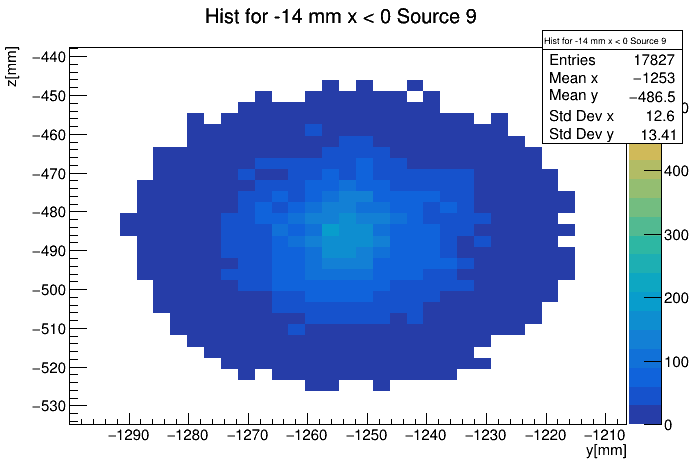 Hist for -14 mm x < 0 Source 9
Hist for -14 mm x < 0 Source 9
Entries 17827
Mean x −1253
Mean y −486.5
Std Dev x 12.6
Std Dev y 13.41
z[mm]
−440
−450
−460
−470
−480
−490
−500
−510
−520
−530
400
300
200
100
0
−1290 −1280 −1270 −1260 −1250 −1240 −1230 −1220 −1210
y[mm]